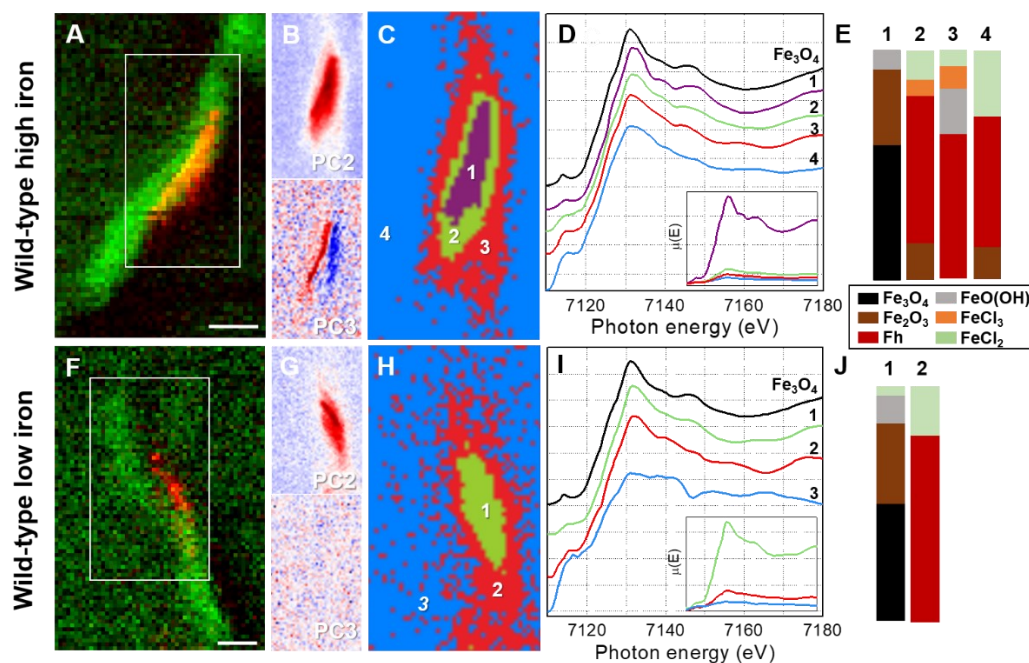 Wild-type high iron
A
B
PC2
PC3
C
1
2
3
4
D
Fe₃O₄
1
2
3
4
μ(E)
7120 7140 7160 7180
Photon energy (eV)
E
1 2 3 4
Fe₃O₄ FeO(OH)
Fe₂O₃ FeCl₃
Fh FeCl₂
Wild-type low iron
F
G
PC2
PC3
H
1
2
3
I
Fe₃O₄
1
2
3
μ(E)
7120 7140 7160 7180
Photon energy (eV)
J
1 2